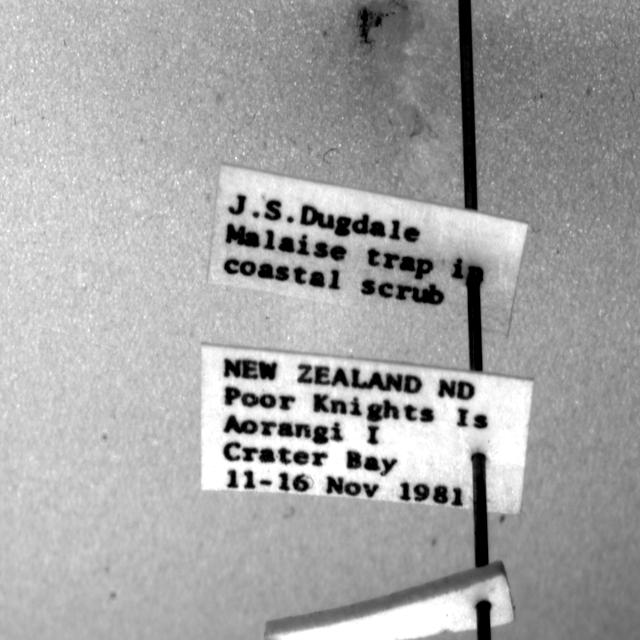 J.S.Dugdale
Malaise trap in
coastal scrub
NEW ZEALAND ND
Poor Knights Is
Aorangi I
Crater Bay
11-16 Nov 1981